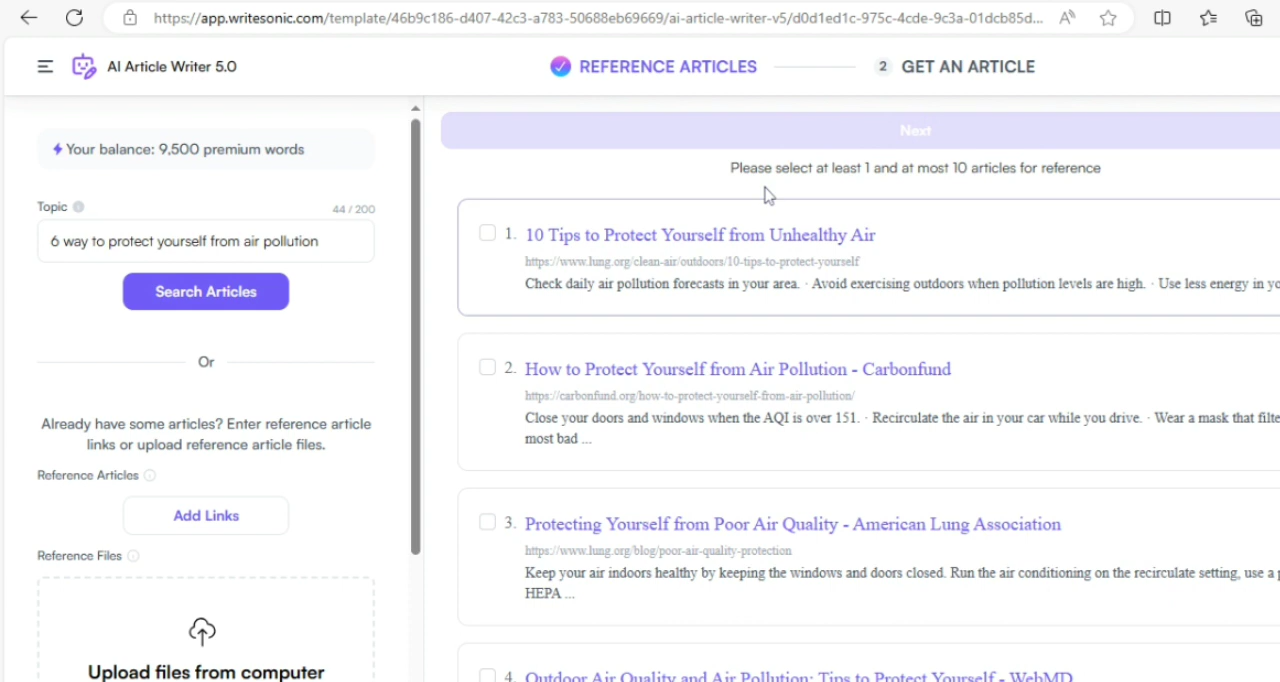 https://app.writesonic.com/template/46b9c186-d407-42c3-a783-50688eb69669/ai-article-writer-v5/d0d1ed1c-975c-4cde-9c3a-01dcb85d...
AI Article Writer 5.0
REFERENCE ARTICLES
2 GET AN ARTICLE
Your balance: 9,500 premium words
Topic
44 / 200
6 way to protect yourself from air pollution
Search Articles
Or
Already have some articles? Enter reference article
links or upload reference article files.
Reference Articles
Add Links
Reference Files
Upload files from computer
Next
Please select at least 1 and at most 10 articles for reference
1. 10 Tips to Protect Yourself from Unhealthy Air
https://www.lung.org/clean-air/outdoors/10-tips-to-protect-yourself
Check daily air pollution forecasts in your area. · Avoid exercising outdoors when pollution levels are high. · Use less energy in yo
2. How to Protect Yourself from Air Pollution - Carbonfund
https://carbonfund.org/how-to-protect-yourself-from-air-pollution/
Close your doors and windows when the AQI is over 151. · Recirculate the air in your car while you drive. · Wear a mask that filte
most bad ...
3. Protecting Yourself from Poor Air Quality - American Lung Association
https://www.lung.org/blog/poor-air-quality-protection
Keep your air indoors healthy by keeping the windows and doors closed. Run the air conditioning on the recirculate setting, use a p
HEPA ...
4. Outdoor Air Quality and Air Pollution: Tips to Protect Yourself - WebMD